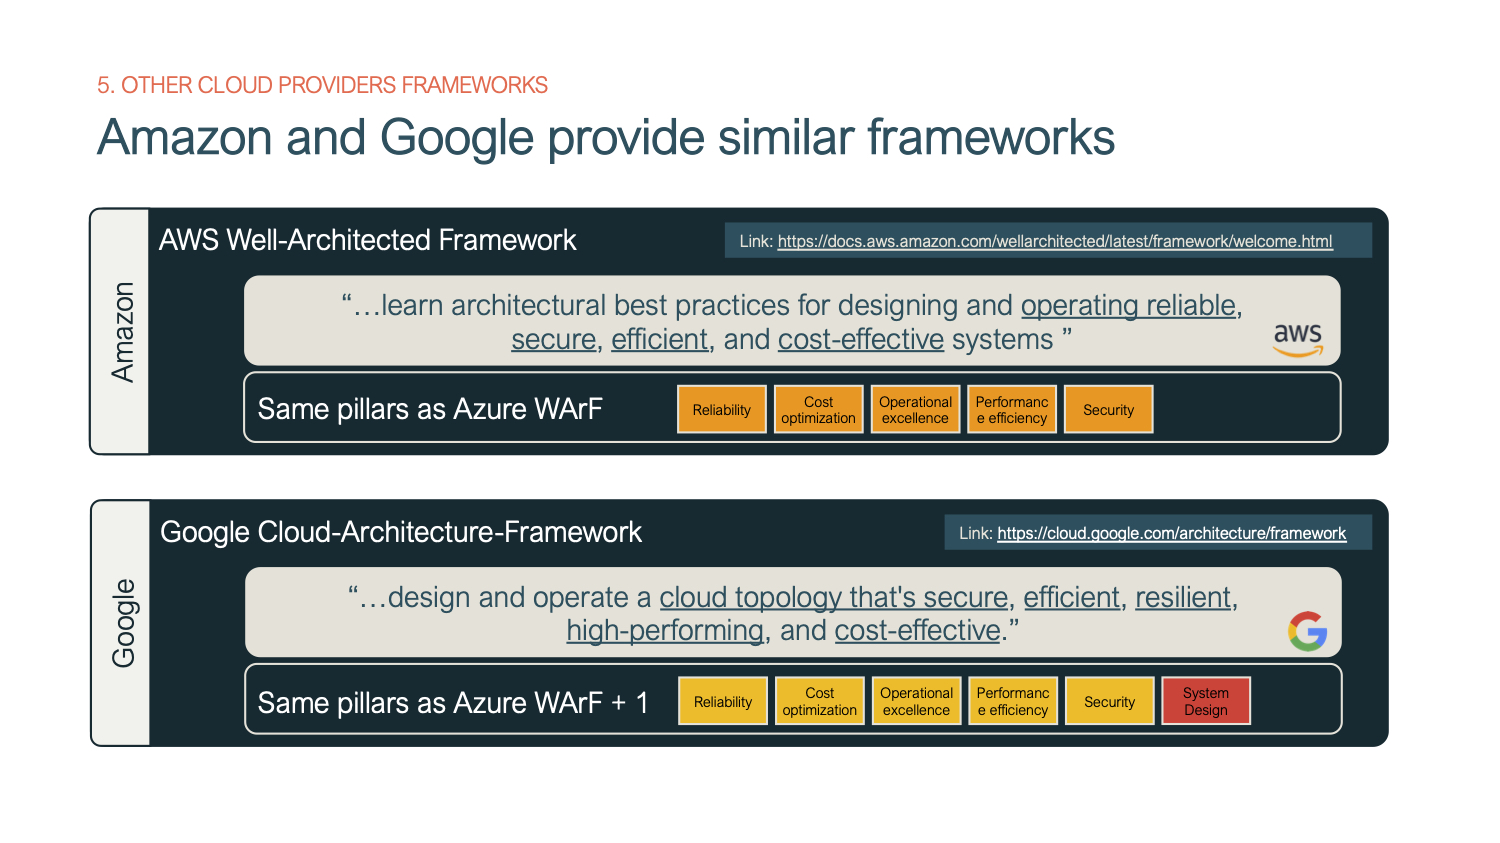 5. OTHER CLOUD PROVIDERS FRAMEWORKS
Amazon and Google provide similar frameworks
Amazon
AWS Well-Architected Framework
Link: https://docs.aws.amazon.com/wellarchitected/latest/framework/welcome.html
“…learn architectural best practices for designing and operating reliable,
secure, efficient, and cost-effective systems ”
aws
Same pillars as Azure WArF
Reliability
Cost
optimization
Operational
excellence
Performanc
e efficiency
Security
Google
Google Cloud-Architecture-Framework
Link: https://cloud.google.com/architecture/framework
“…design and operate a cloud topology that's secure, efficient, resilient,
high-performing, and cost-effective.”
G
Same pillars as Azure WArF + 1
Reliability
Cost
optimization
Operational
excellence
Performanc
e efficiency
Security
System
Design